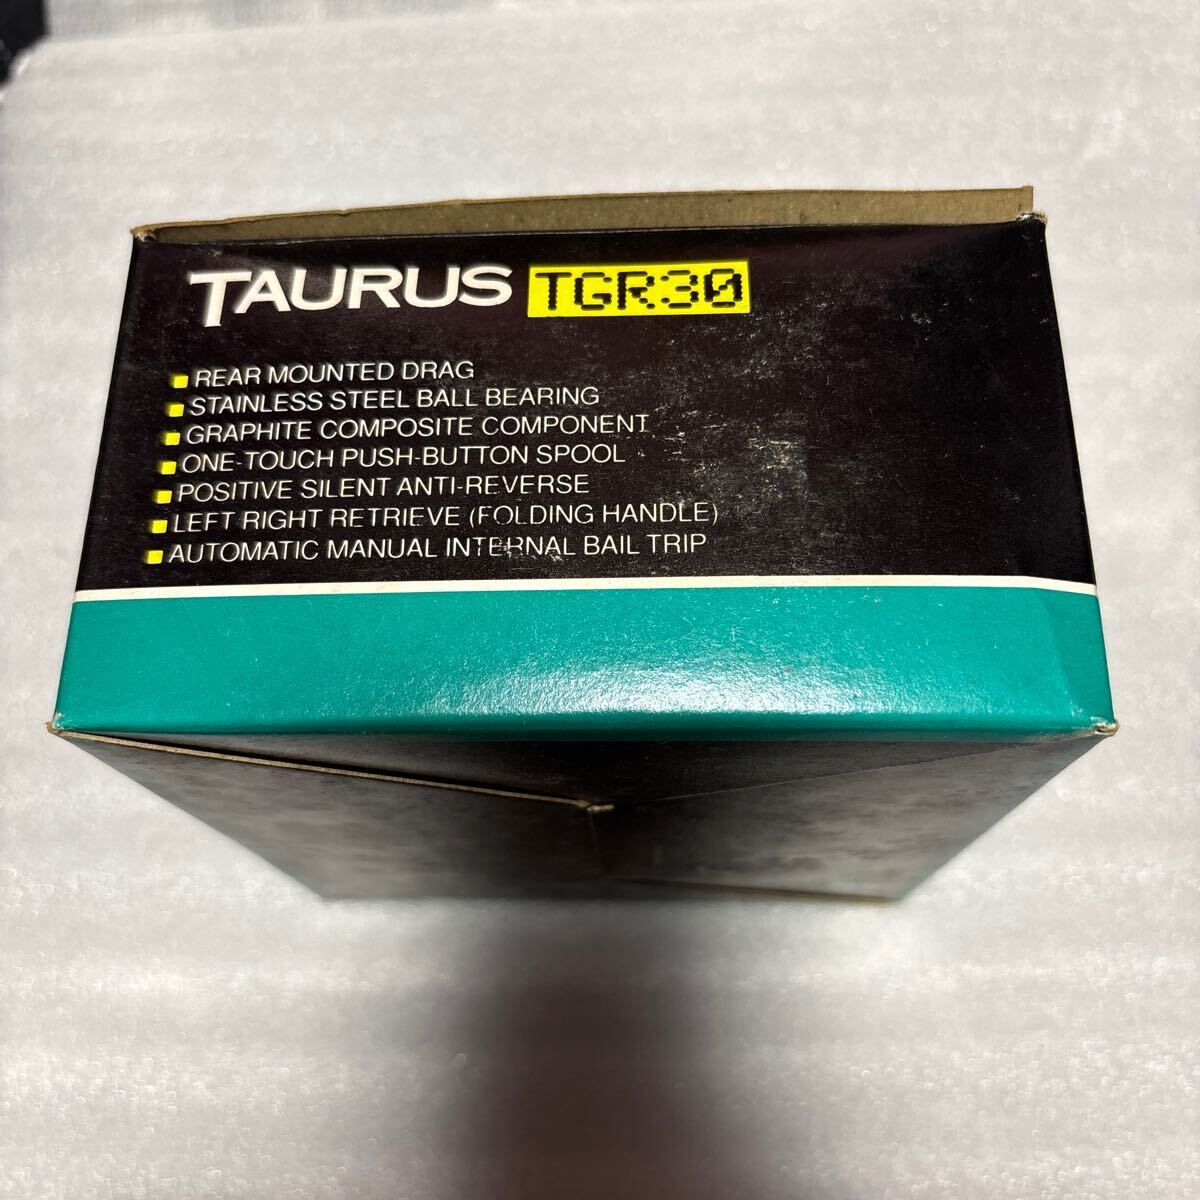 TAURUS TGR30
REAR MOUNTED DRAG
STAINLESS STEEL BALL BEARING
GRAPHITE COMPOSITE COMPONENT
ONE-TOUCH PUSH-BUTTON SPOOL
POSITIVE SILENT ANTI-REVERSE
LEFT RIGHT RETRIEVE (FOLDING HANDLE)
AUTOMATIC MANUAL INTERNAL BAIL TRIP